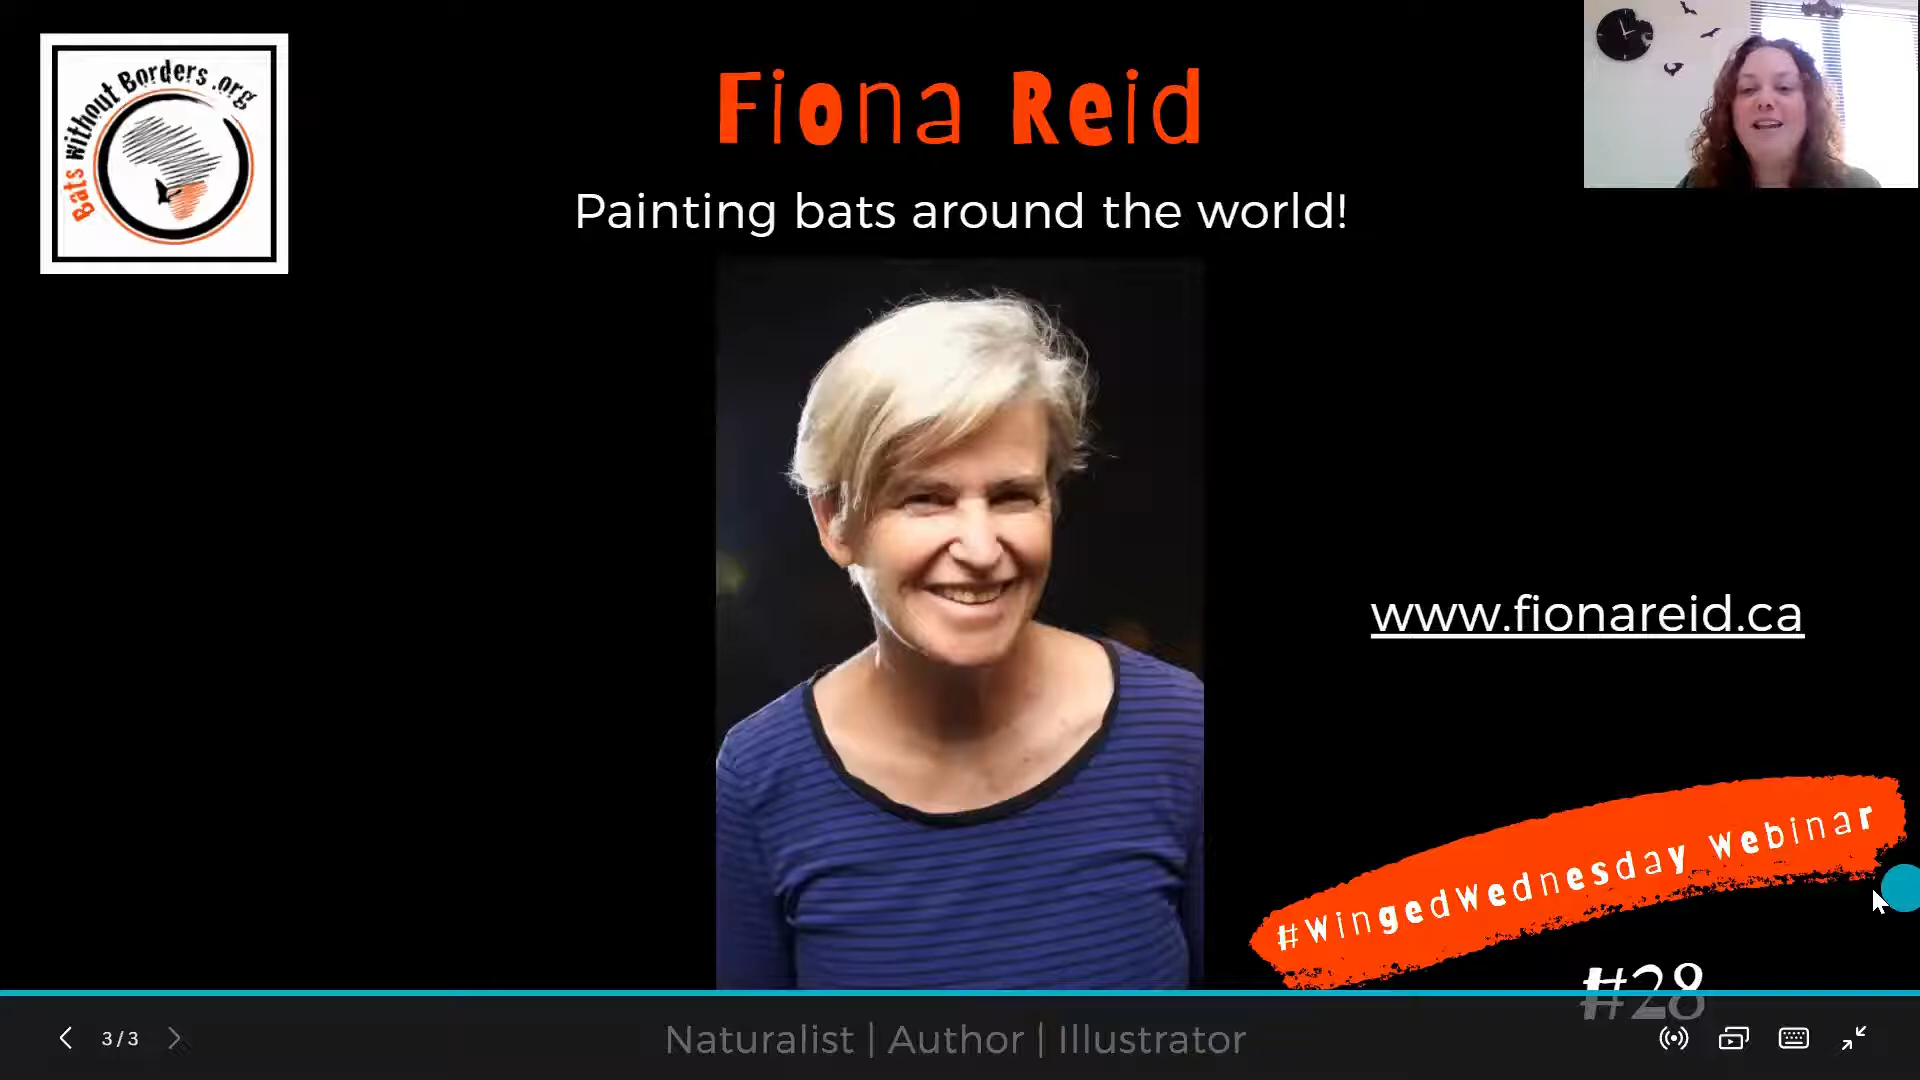 Bats without Borders.org
Fiona Reid
Painting bats around the world!
www.fionareid.ca
#WingedWednesday Webinar
#28
3/3
Naturalist | Author | Illustrator